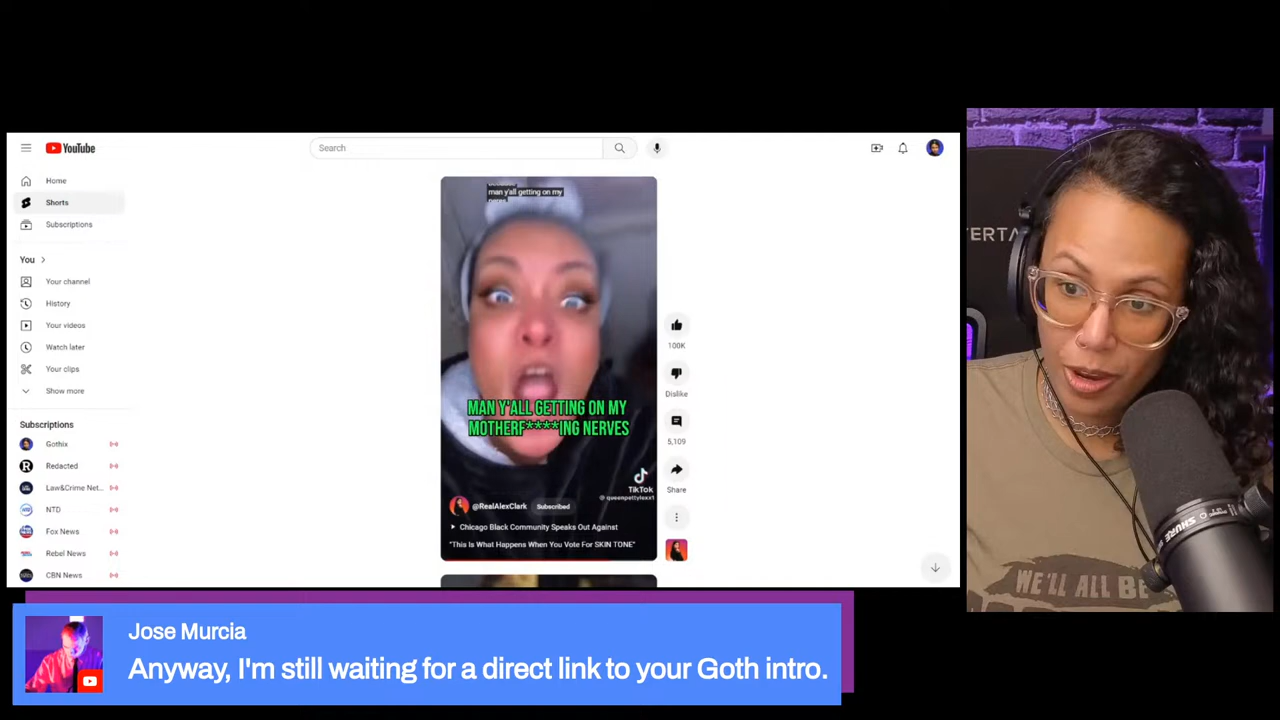 YouTube
Search
Home
Shorts
Subscriptions
You
Your channel
History
Your videos
Watch later
Your clips
Show more
Subscriptions
Gothix
Redacted
Law&Crime Net...
NTD
Fox News
Rebel News
CBN News
man y'all getting on my
MAN Y'ALL GETTING ON MY
MOTHERF****ING NERVES
TikTok
@queenpettylexx1
@RealAlexClark Subscribed
Chicago Black Community Speaks Out Against
"This Is What Happens When You Vote For SKIN TONE"
100K
Dislike
5,109
Share
ERTA
SHURE
WE'LL ALL BE
Jose Murcia
Anyway, I'm still waiting for a direct link to your Goth intro.